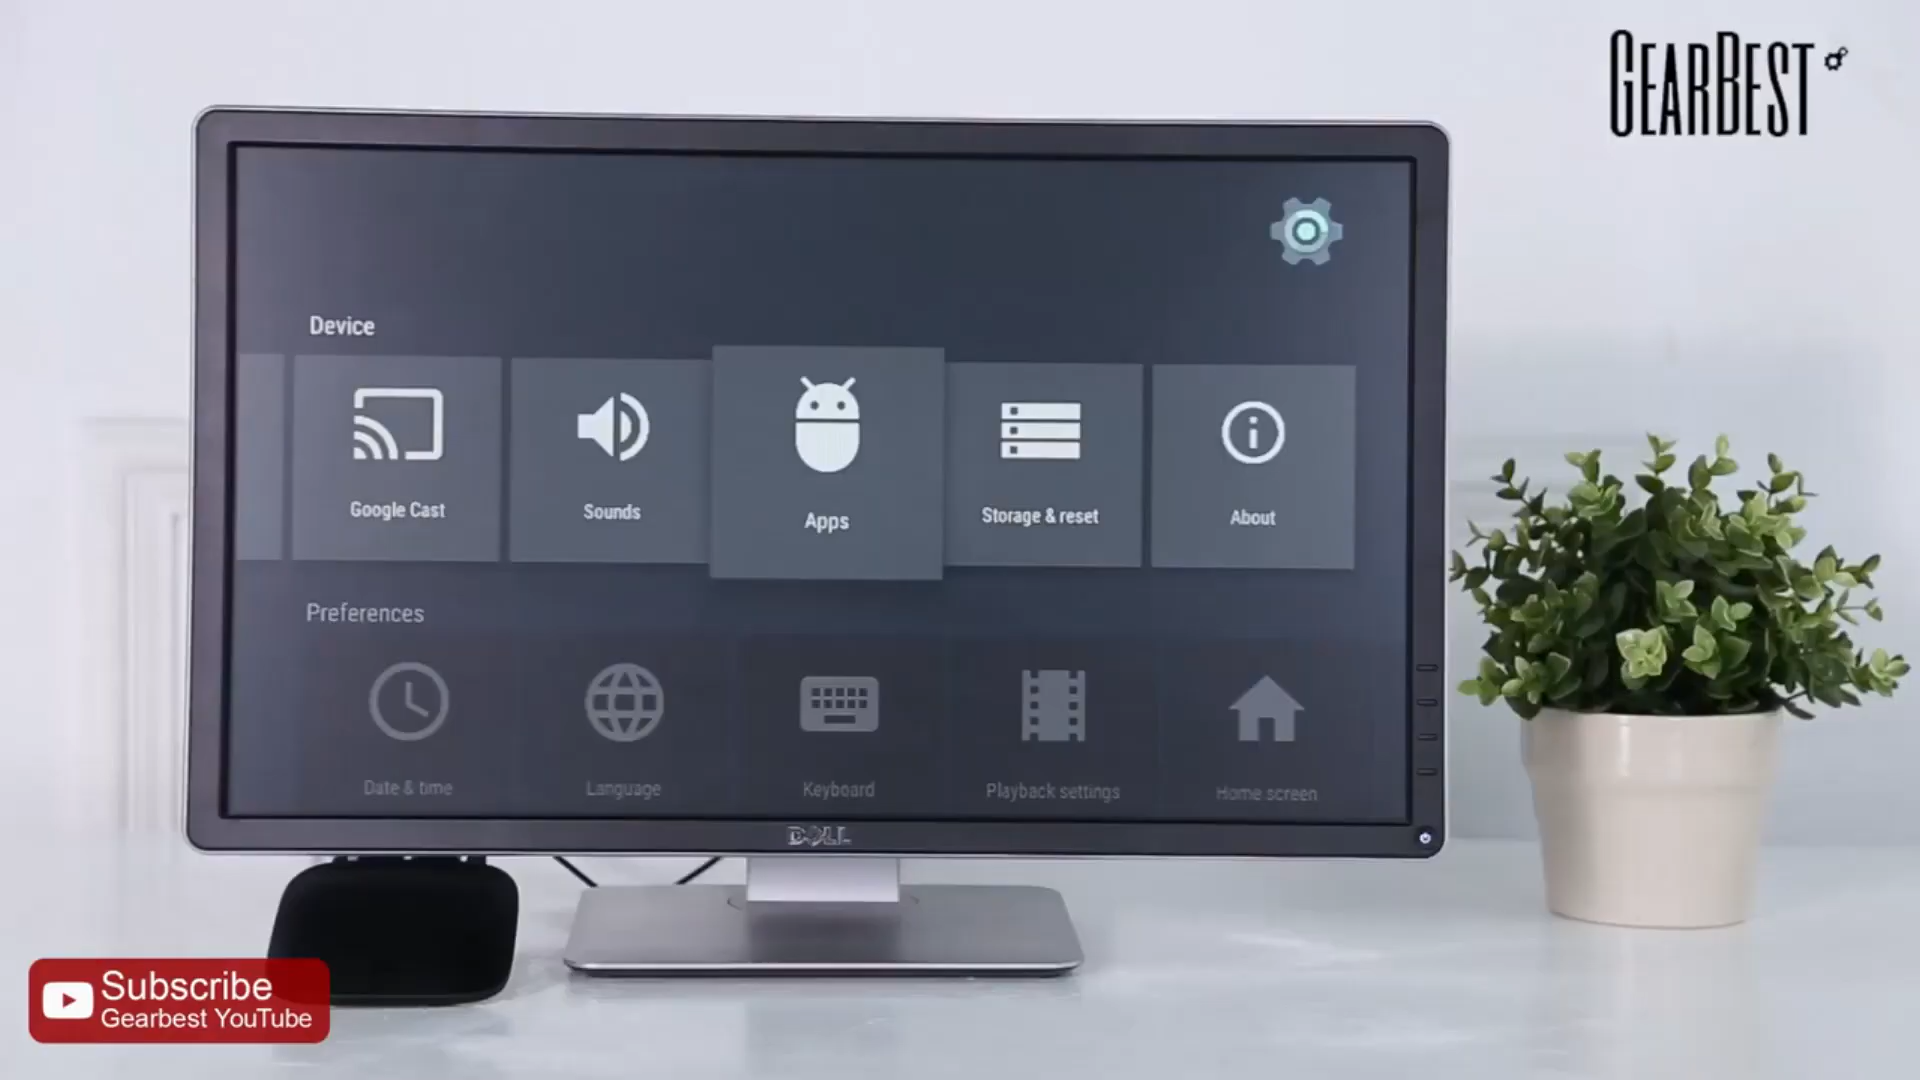 GEARBEST
Device
Google Cast
Sounds
Apps
Storage & reset
About
Preferences
Date & time
Language
Keyboard
Playback settings
Home screen
DELL
Subscribe
Gearbest YouTube